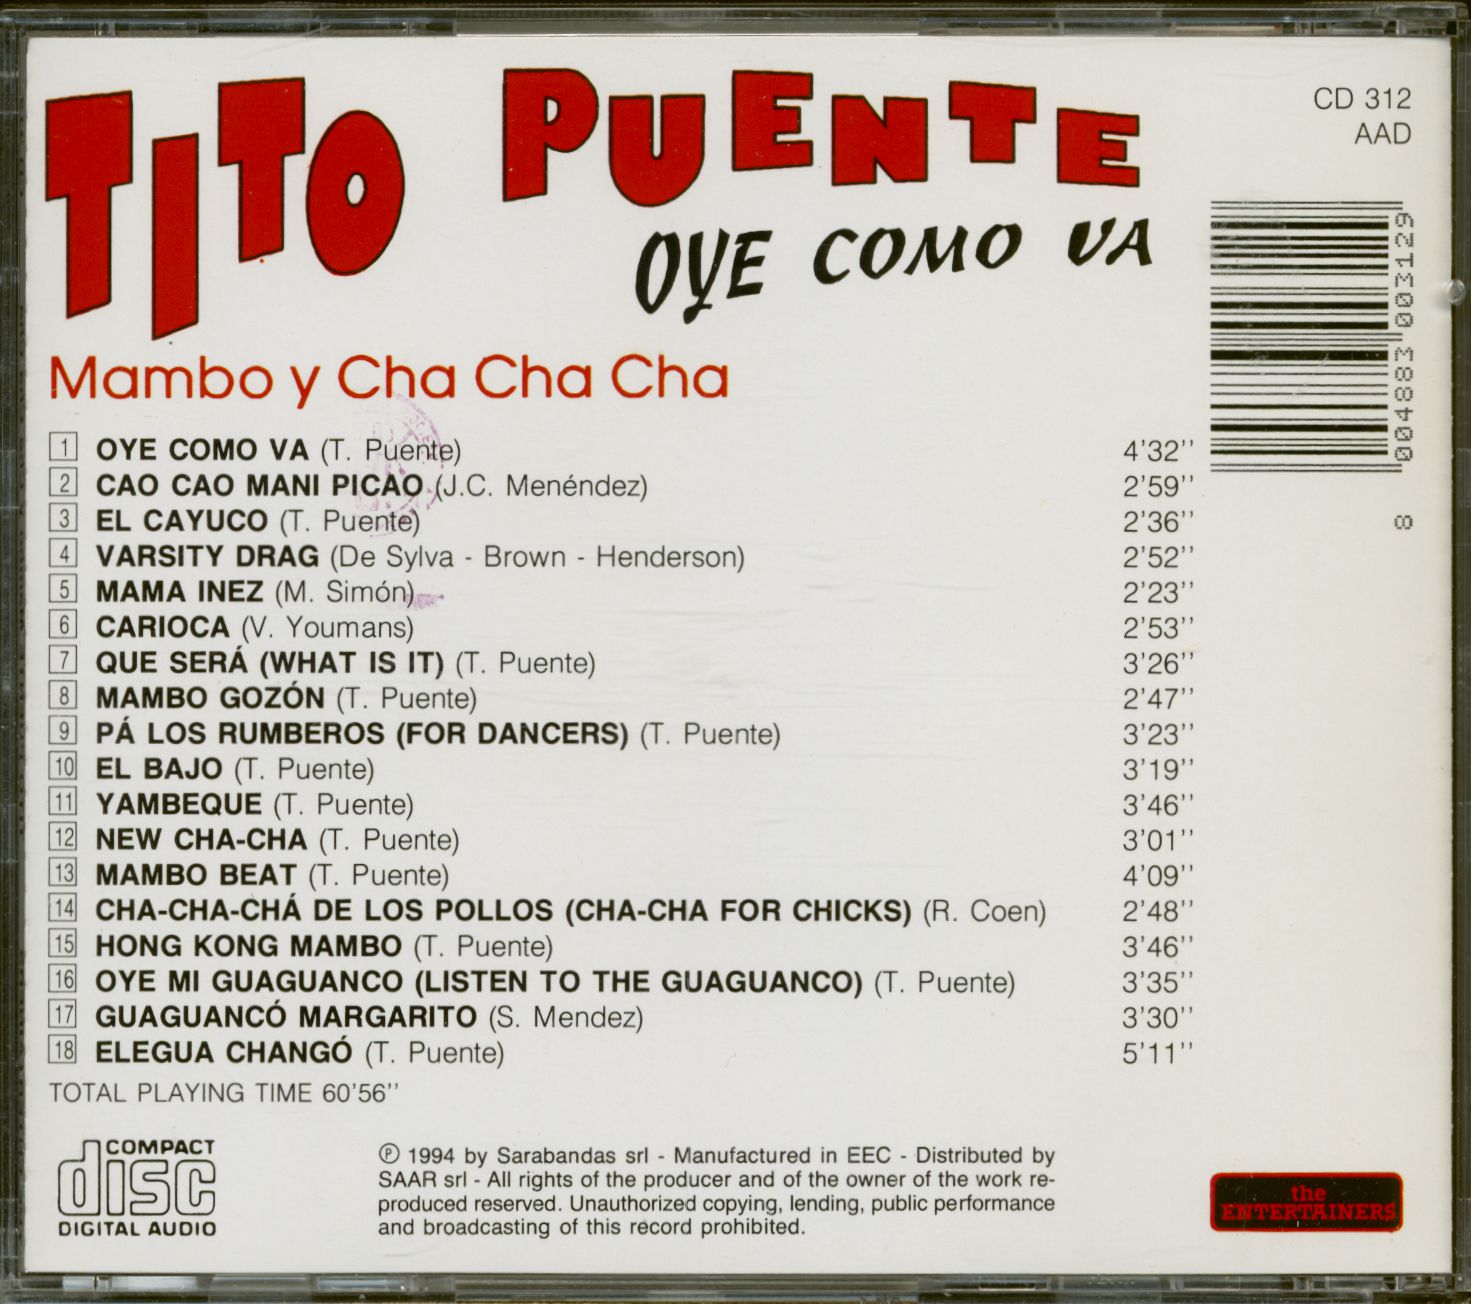 TITO PUENTE
OYE COMO VA
Mambo y Cha Cha Cha
CD 312
AAD
8 004883 003129
8
1 OYE COMO VA (T. Puente) 4'32''
2 CAO CAO MANI PICAO (J.C. Menéndez) 2'59''
3 EL CAYUCO (T. Puente) 2'36''
4 VARSITY DRAG (De Sylva - Brown - Henderson) 2'52''
5 MAMA INEZ (M. Simón) 2'23''
6 CARIOCA (V. Youmans) 2'53''
7 QUE SERÁ (WHAT IS IT) (T. Puente) 3'26''
8 MAMBO GOZÓN (T. Puente) 2'47''
9 PÁ LOS RUMBEROS (FOR DANCERS) (T. Puente) 3'23''
10 EL BAJO (T. Puente) 3'19''
11 YAMBEQUE (T. Puente) 3'46''
12 NEW CHA-CHA (T. Puente) 3'01''
13 MAMBO BEAT (T. Puente) 4'09''
14 CHA-CHA-CHÁ DE LOS POLLOS (CHA-CHA FOR CHICKS) (R. Coen) 2'48''
15 HONG KONG MAMBO (T. Puente) 3'46''
16 OYE MI GUAGUANCO (LISTEN TO THE GUAGUANCO) (T. Puente) 3'35''
17 GUAGUANCÓ MARGARITO (S. Mendez) 3'30''
18 ELEGUA CHANGÓ (T. Puente) 5'11''
TOTAL PLAYING TIME 60'56''
COMPACT
disc
DIGITAL AUDIO
℗ 1994 by Sarabandas srl - Manufactured in EEC - Distributed by
SAAR srl - All rights of the producer and of the owner of the work re-
produced reserved. Unauthorized copying, lending, public performance
and broadcasting of this record prohibited.
the
ENTERTAINERS